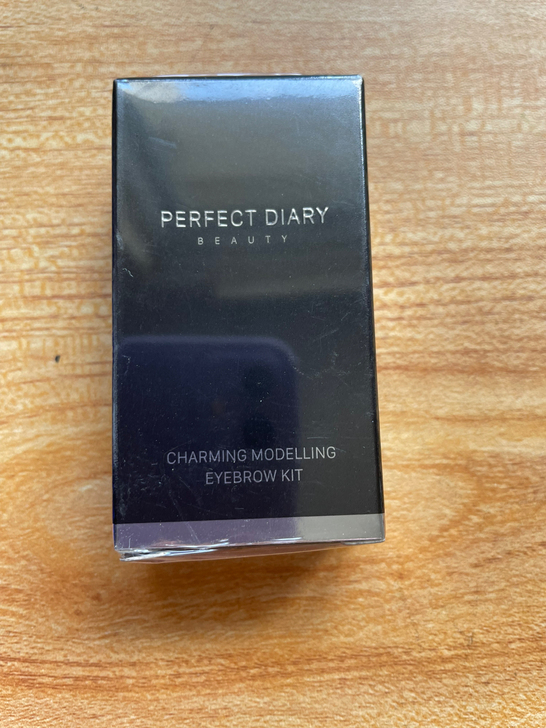 PERFECT DIARY
BEAUTY
CHARMING MODELLING
EYEBROW KIT